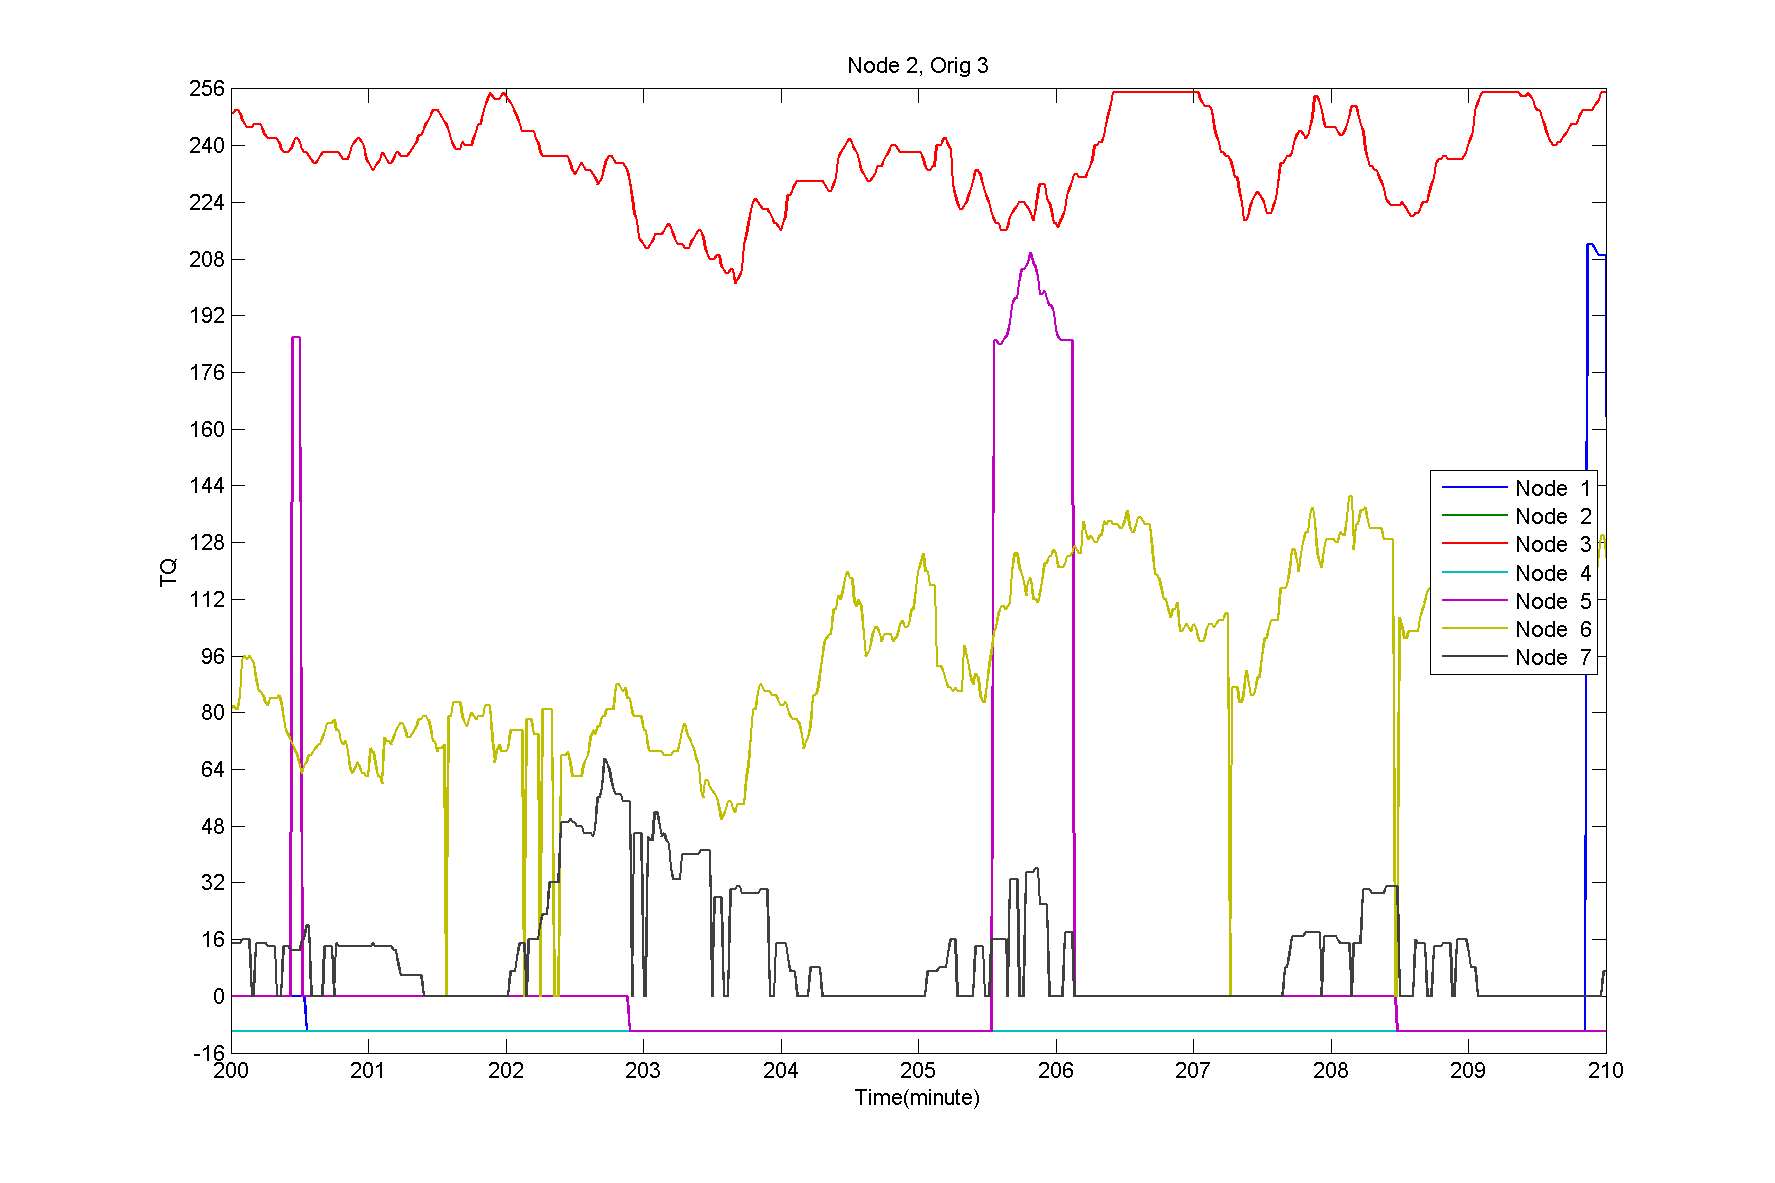 Node 2, Orig 3
256
240
224
208
192
176
160
144
128
112
96
80
64
48
32
16
0
-16
TQ
Node 1
Node 2
Node 3
Node 4
Node 5
Node 6
Node 7
200 201 202 203 204 205 206 207 208 209 210
Time(minute)